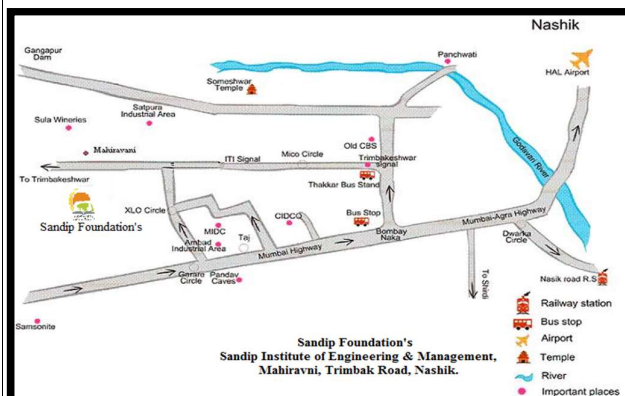 Nashik
Gangapur
Dam
Panchwati
HAL Airport
Someshwar
Temple
Satpura
Industrial Area
Sula Wineries
Old CBS
Godavari River
Mahiravani
ITI Signal
Mico Circle
Trimbakeshwar
signal
To Trimbakeshwar
Thakkar Bus Stand
XLO Circle
Sandip Foundation's
MIDC
CIDCO
Bus Stop
Mumbai-Agra Highway
Ambad
Industrial Area
Taj
Bombay
Naka
Dwarka
Circle
Mumbai Highway
Garare
Circle
Pandav
Caves
To Shirdi
Nasik road R.S
Samsonite
Railway station
Bus stop
Airport
Temple
River
Important places
Sandip Foundation's
Sandip Institute of Engineering & Management,
Mahiravni, Trimbak Road, Nashik.